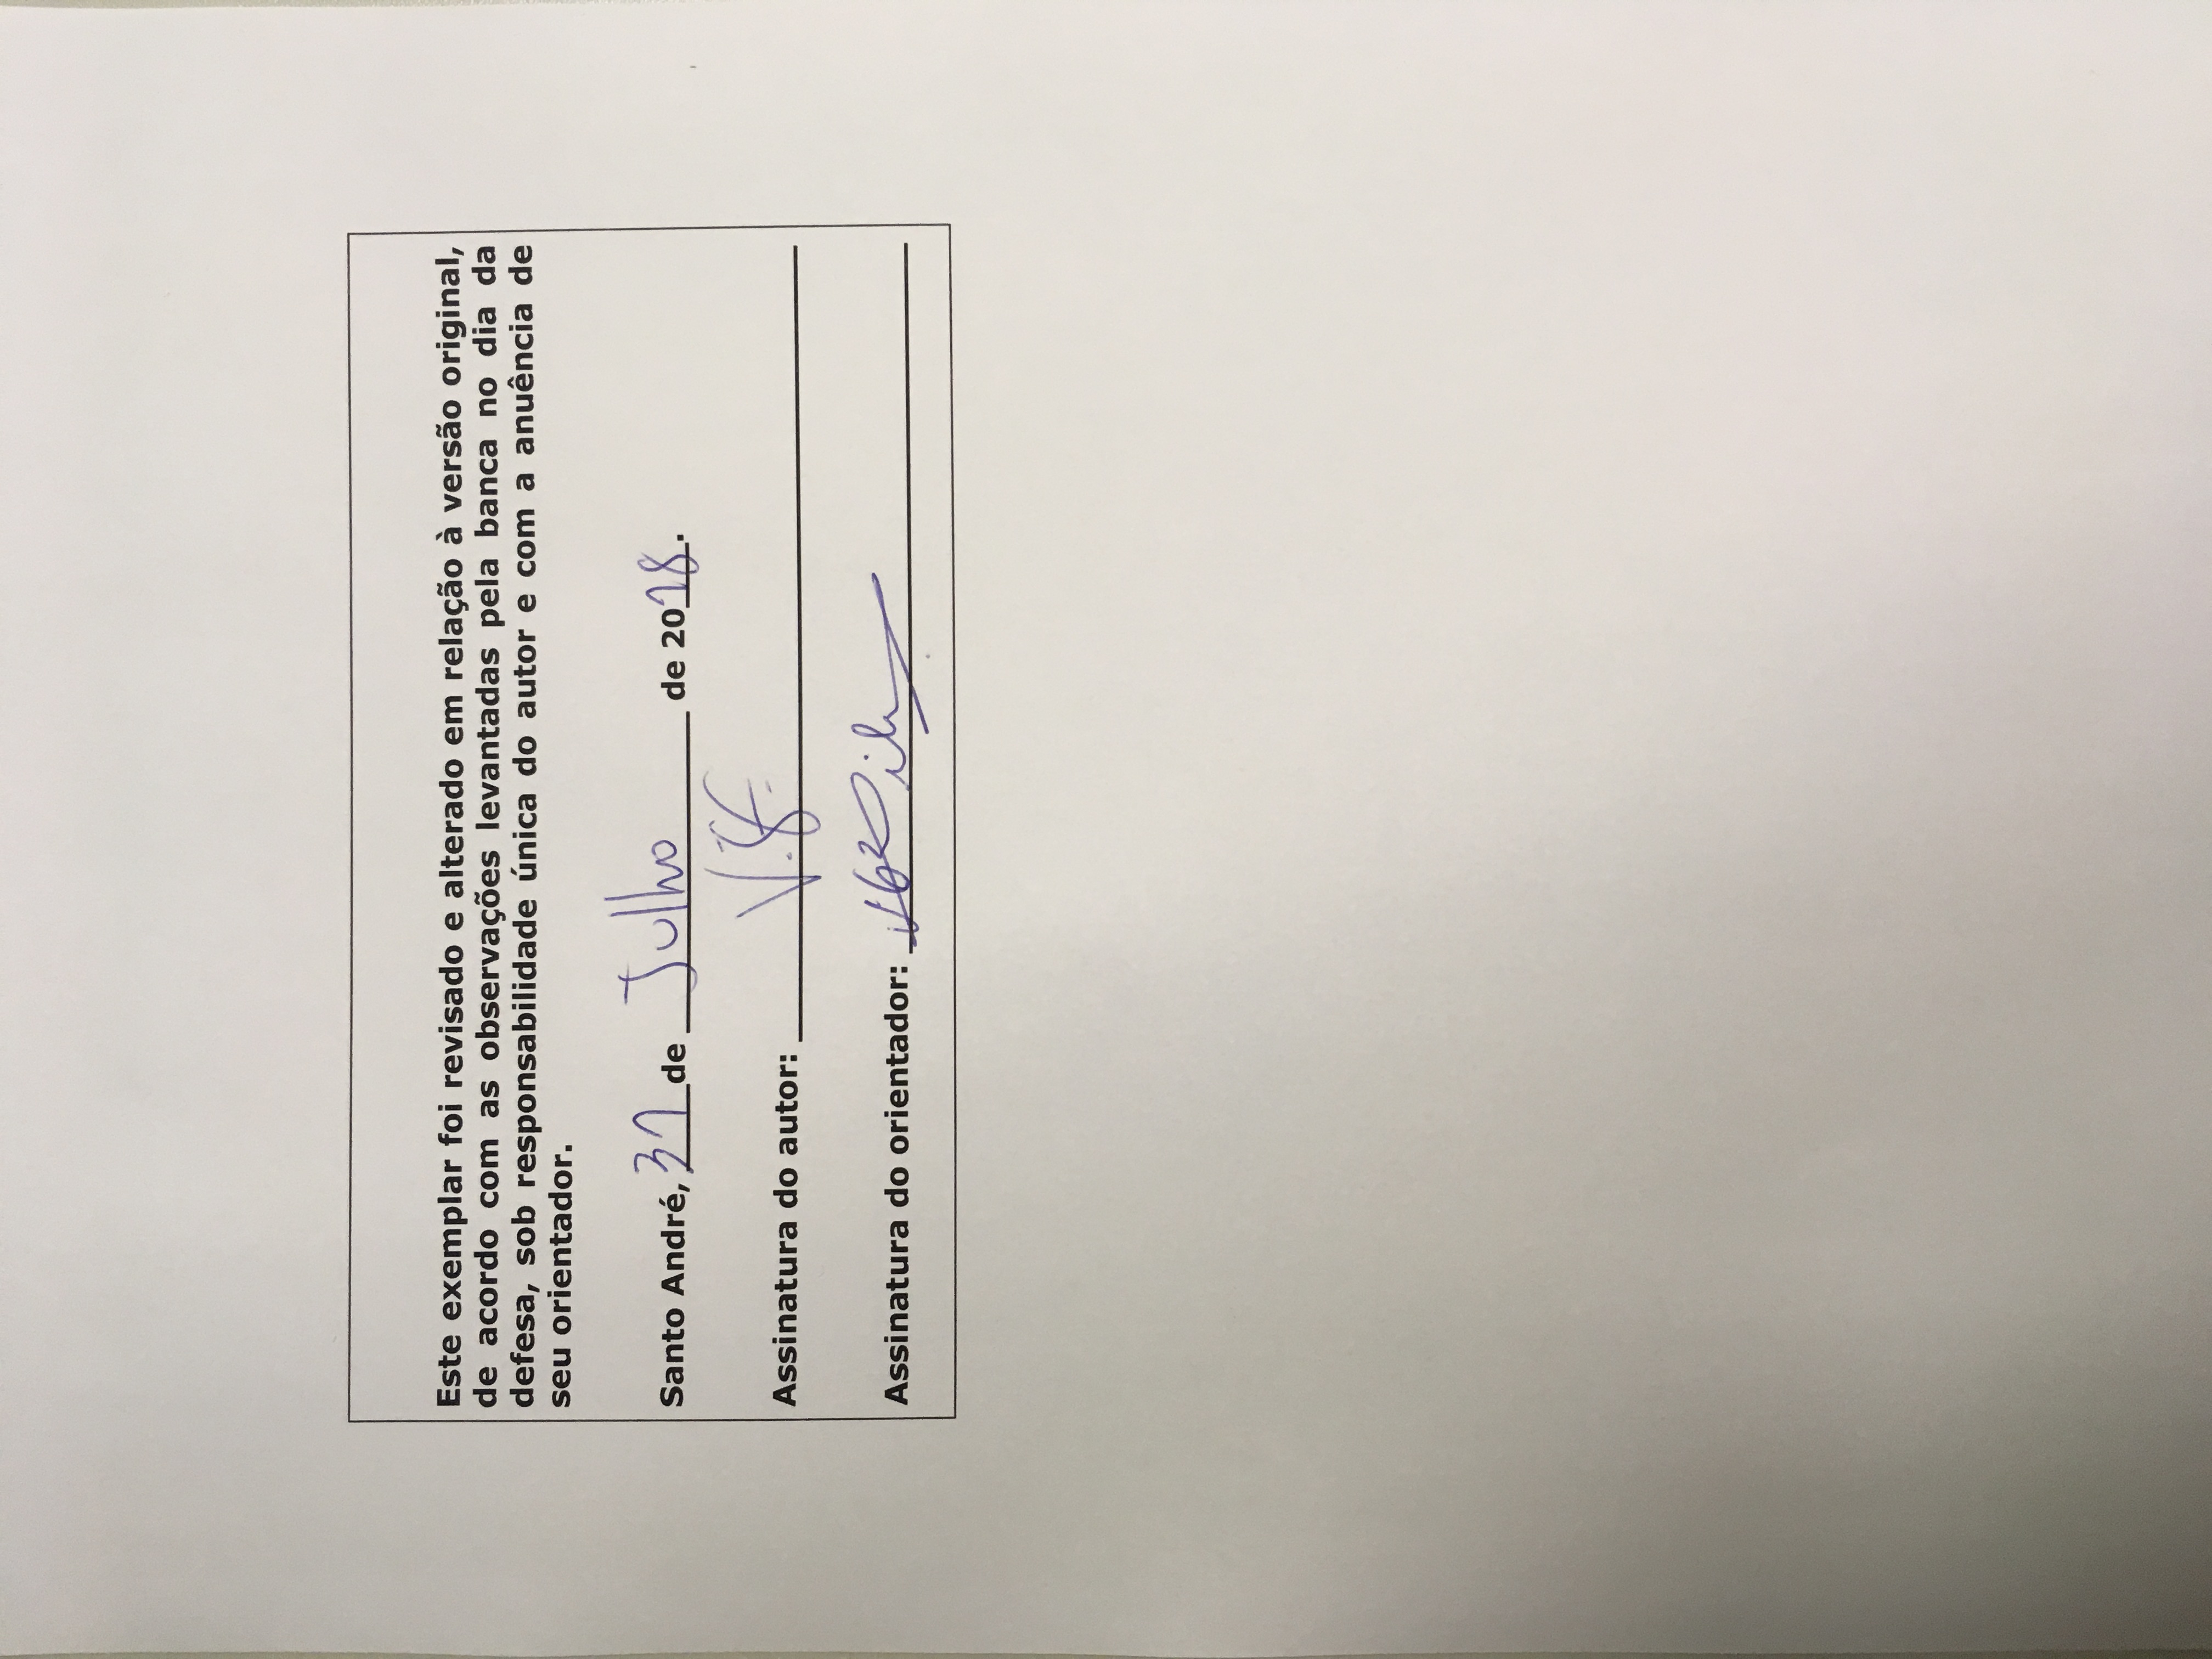 Este exemplar foi revisado e alterado em relação à versão original,
de acordo com as observações levantadas pela banca no dia da
defesa, sob responsabilidade única do autor e com a anuência de
seu orientador.
Santo André, 31 de Julho de 2018.
Assinatura do autor:
Assinatura do orientador: